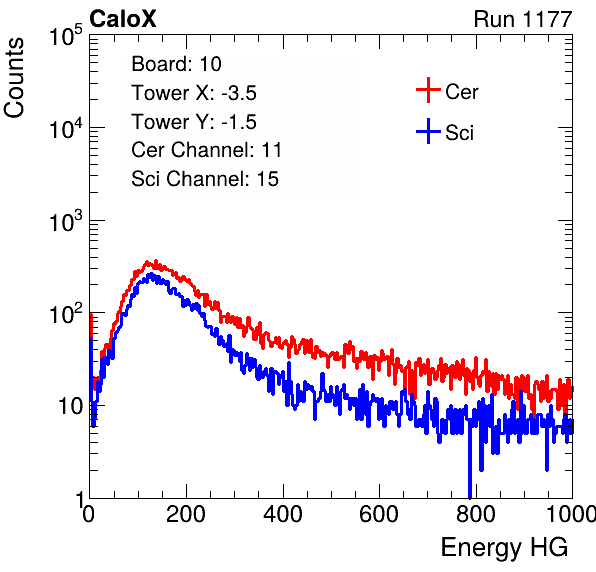 CaloX Run 1177
Counts
10^5
10^4
10^3
10^2
10
1
Board: 10
Tower X: -3.5
Tower Y: -1.5
Cer Channel: 11
Sci Channel: 15
Cer
Sci
0 200 400 600 800 1000
Energy HG